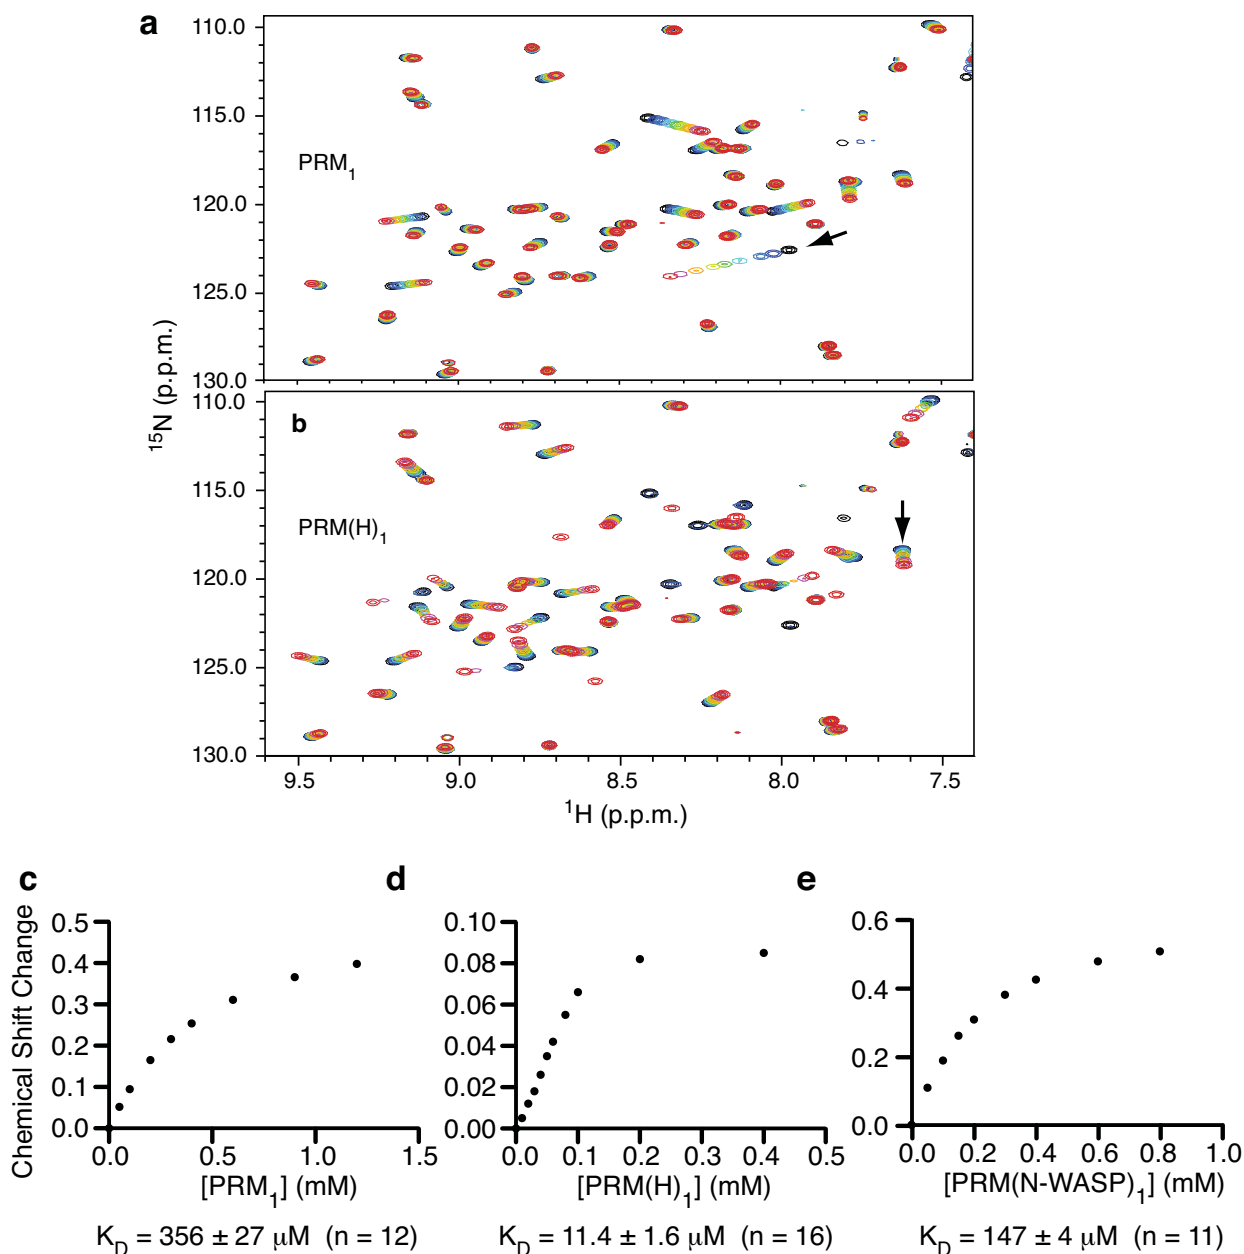 a
110.0
115.0
PRM1
120.0
125.0
130.0
15N (p.p.m.)
b
110.0
115.0
PRM(H)1
120.0
125.0
130.0
9.5 9.0 8.5 8.0 7.5
1H (p.p.m.)
c
Chemical Shift Change
0.5
0.4
0.3
0.2
0.1
0.0
0.0 0.5 1.0 1.5
[PRM1] (mM)
KD = 356 ± 27 μM (n = 12)
d
0.10
0.08
0.06
0.04
0.02
0.00
0.0 0.1 0.2 0.3 0.4 0.5
[PRM(H)1] (mM)
KD = 11.4 ± 1.6 μM (n = 16)
e
0.6
0.4
0.2
0.0
0.0 0.2 0.4 0.6 0.8 1.0
[PRM(N-WASP)1] (mM)
KD = 147 ± 4 μM (n = 11)